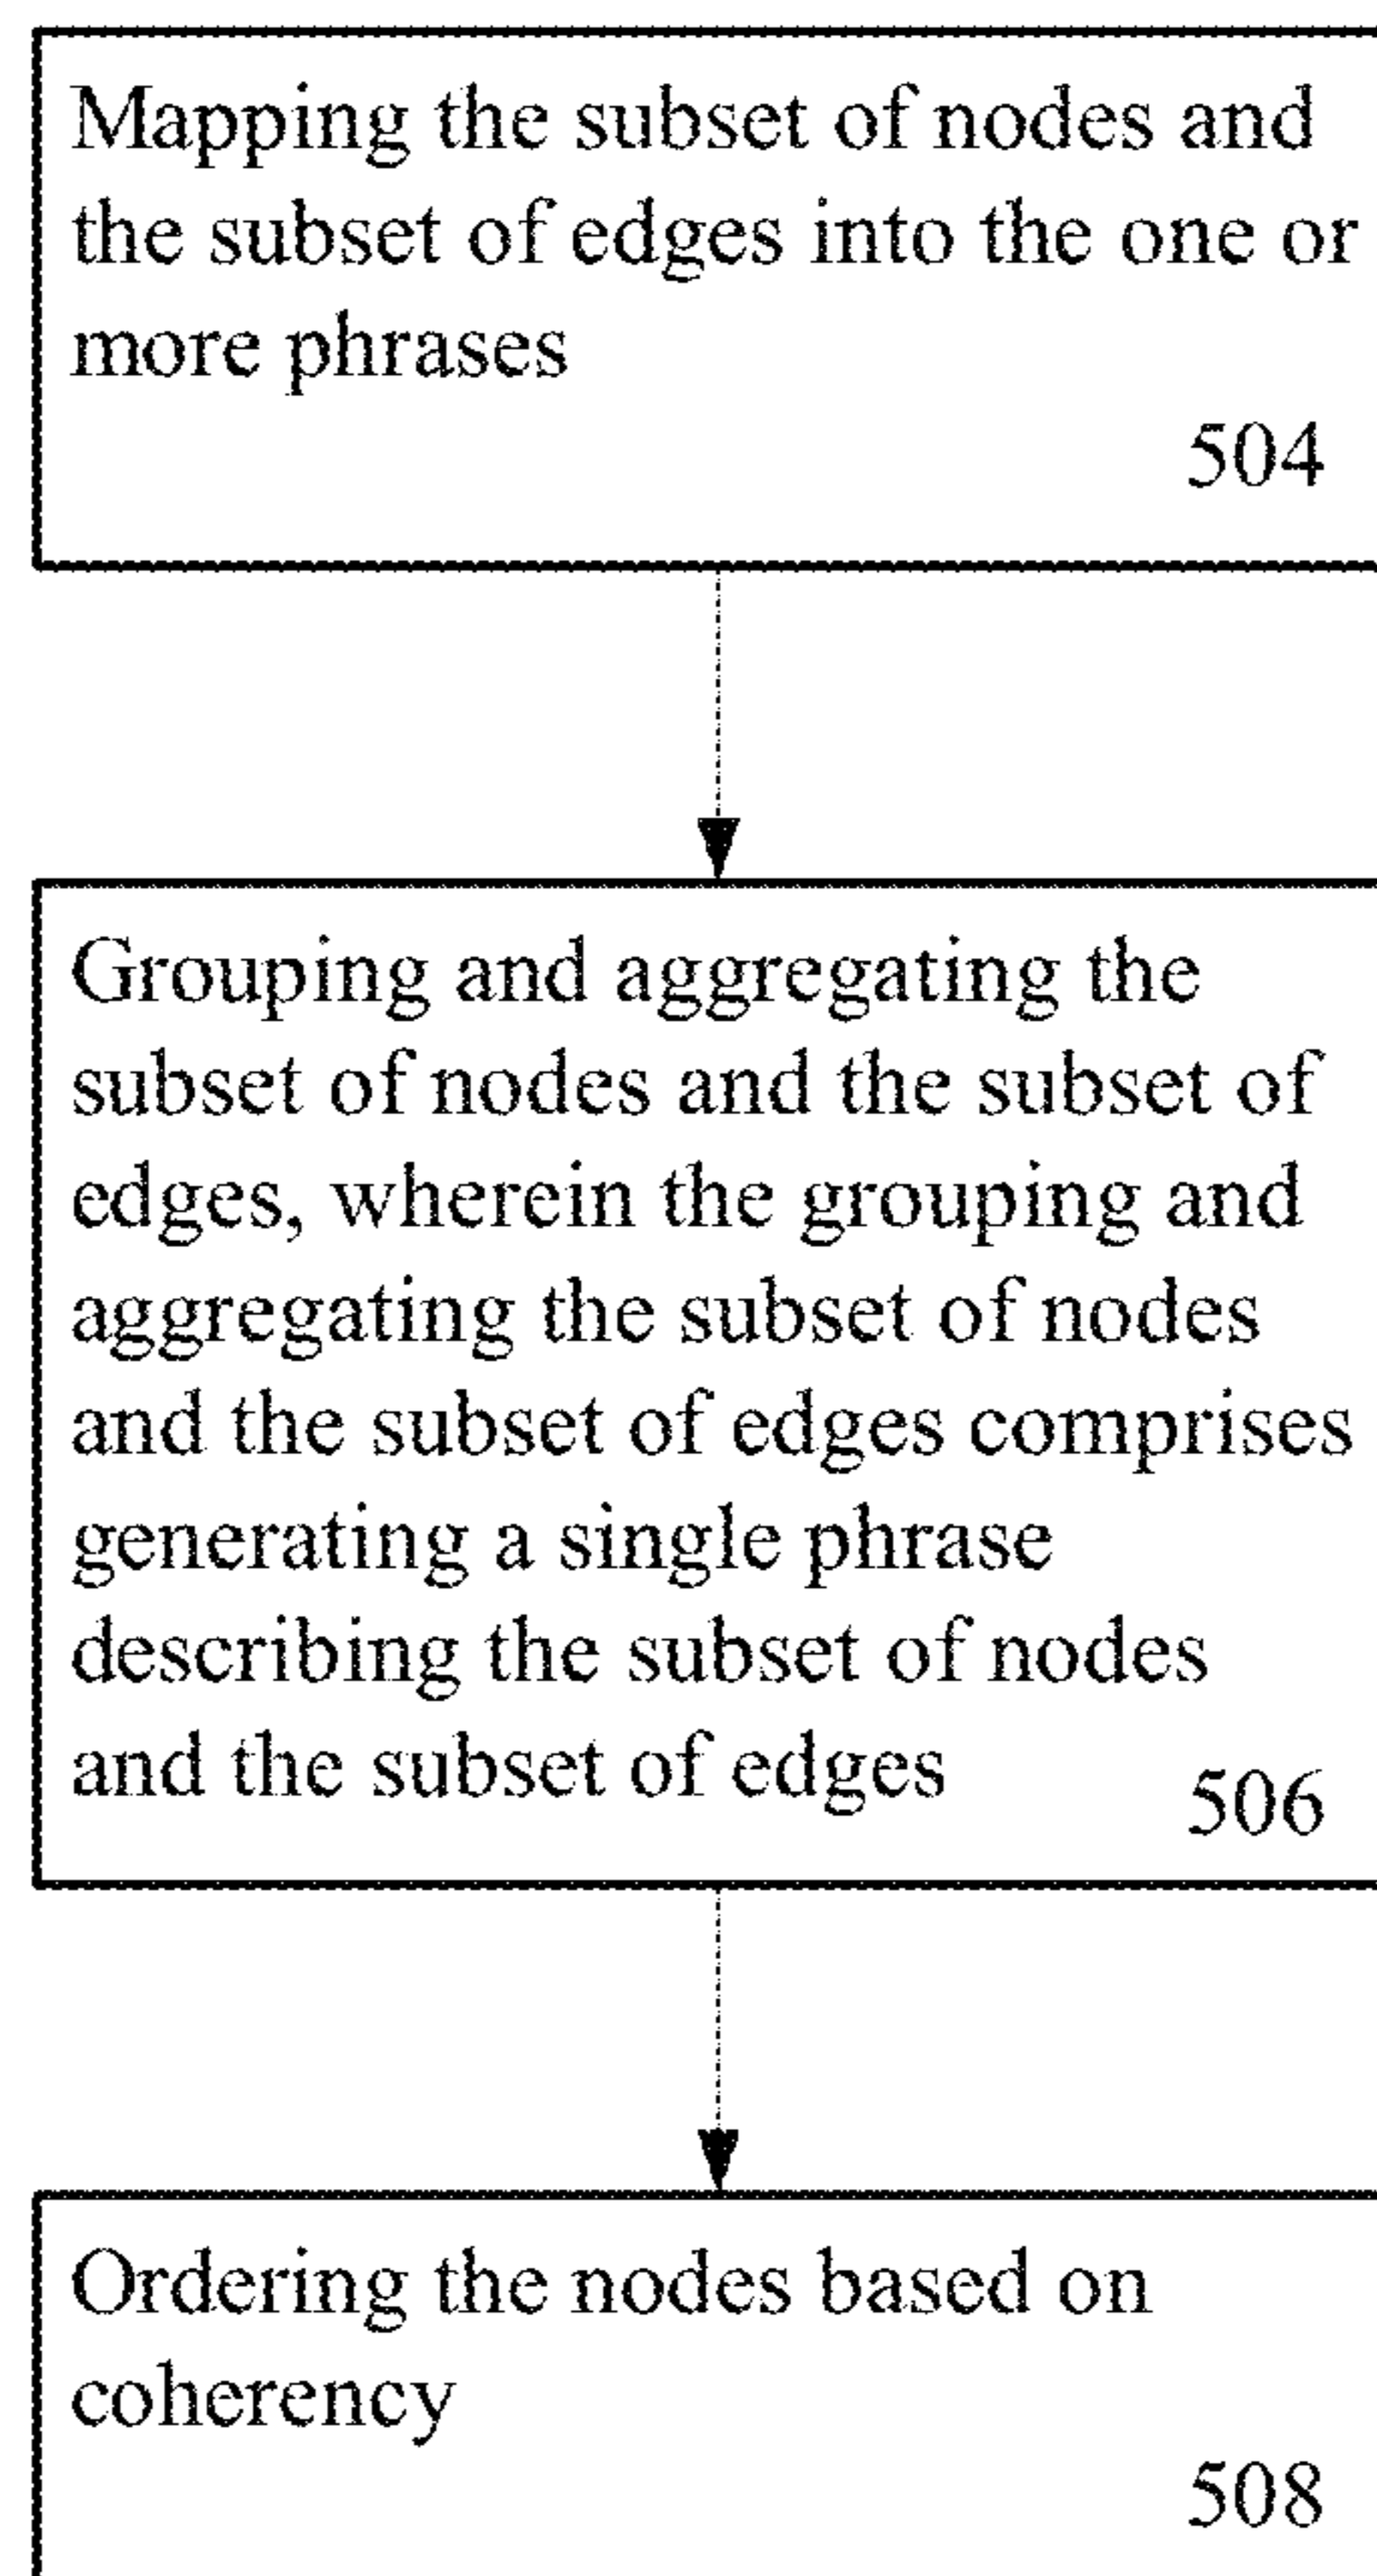 Mapping the subset of nodes and
the subset of edges into the one or
more phrases
504
Grouping and aggregating the
subset of nodes and the subset of
edges, wherein the grouping and
aggregating the subset of nodes
and the subset of edges comprises
generating a single phrase
describing the subset of nodes
and the subset of edges
506
Ordering the nodes based on
coherency
508